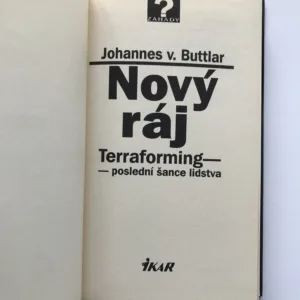 ?
ZÁHADY
Johannes v. Buttlar
Nový
ráj
Terraforming—
— poslední šance lidstva
IKAR